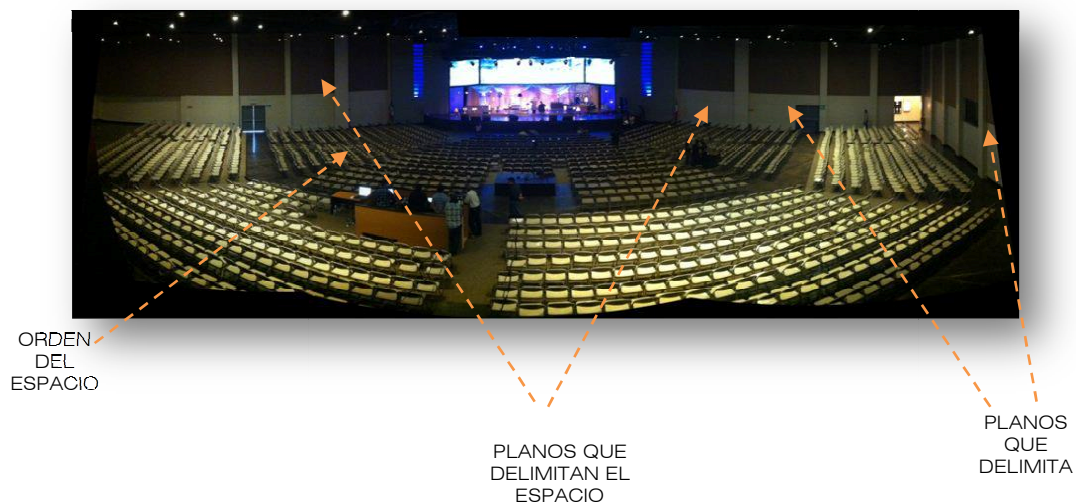 ORDEN
DEL
ESPACIO
PLANOS QUE
DELIMITAN EL
ESPACIO
PLANOS
QUE
DELIMITA